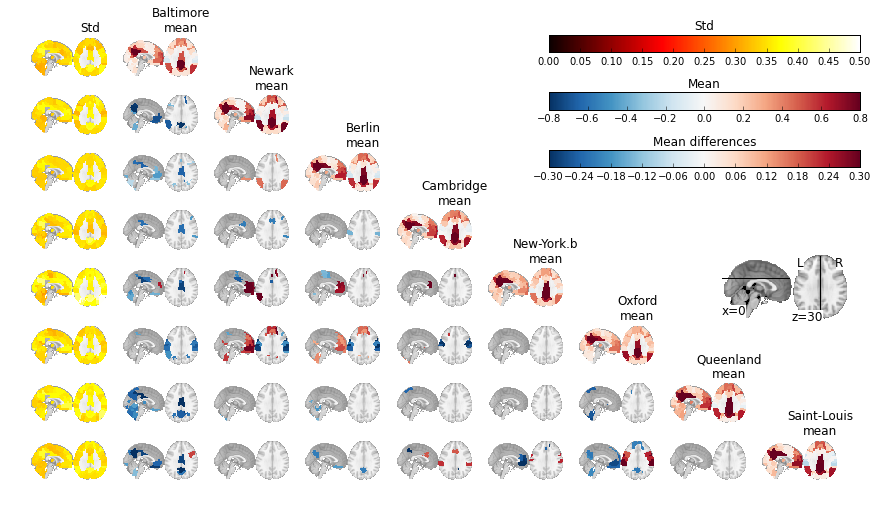 Std
Baltimore
mean
Newark
mean
Berlin
mean
Cambridge
mean
New-York.b
mean
Oxford
mean
Queenland
mean
Saint-Louis
mean
Std
0.00 0.05 0.10 0.15 0.20 0.25 0.30 0.35 0.40 0.45 0.50
Mean
−0.8 −0.6 −0.4 −0.2 0.0 0.2 0.4 0.6 0.8
Mean differences
−0.30 −0.24 −0.18 −0.12 −0.06 0.00 0.06 0.12 0.18 0.24 0.30
L R
x=0 z=30